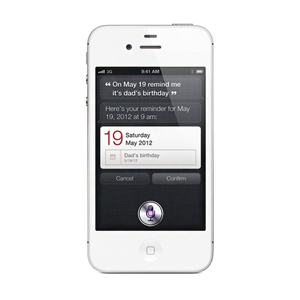 3G 9:41 AM
“ On May 19 remind me
it's dad's birthday ”
Here's your reminder for May
19, 2012 at 9 am:
19 Saturday
May 2012
Dad's birthday
Cancel Confirm